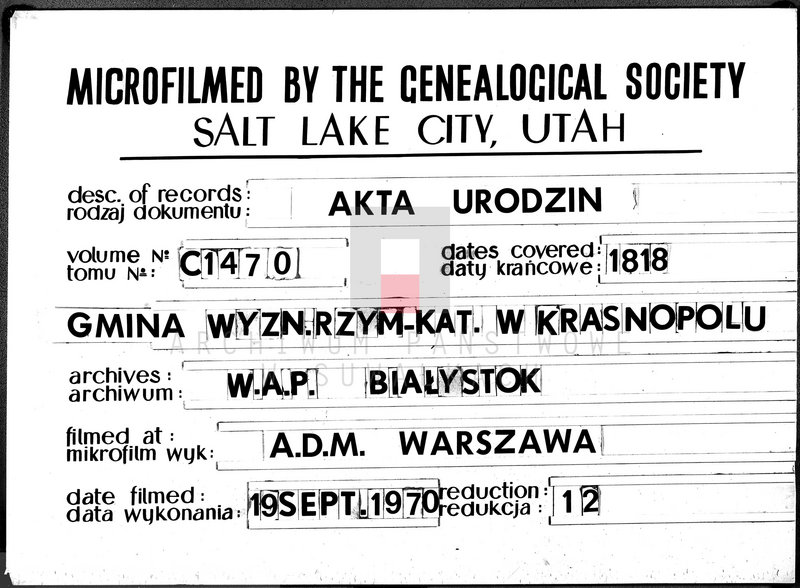 MICROFILMED BY THE GENEALOGICAL SOCIETY
SALT LAKE CITY, UTAH
desc. of records: AKTA URODZIN
rodzaj dokumentu:
volume № C1470 dates covered: 1818
tomu №: daty krańcowe:
GMINA WYZN.RZYM-KAT. W KRASNOPOLU
ARCHIWUM PAŃSTWOWE
archives: W.A.P. BIAŁYSTOK
archiwum:
filmed at: A.D.M. WARSZAWA
mikrofilm wyk:
date filmed: 19SEPT.1970 reduction: 12
data wykonania: redukcja: